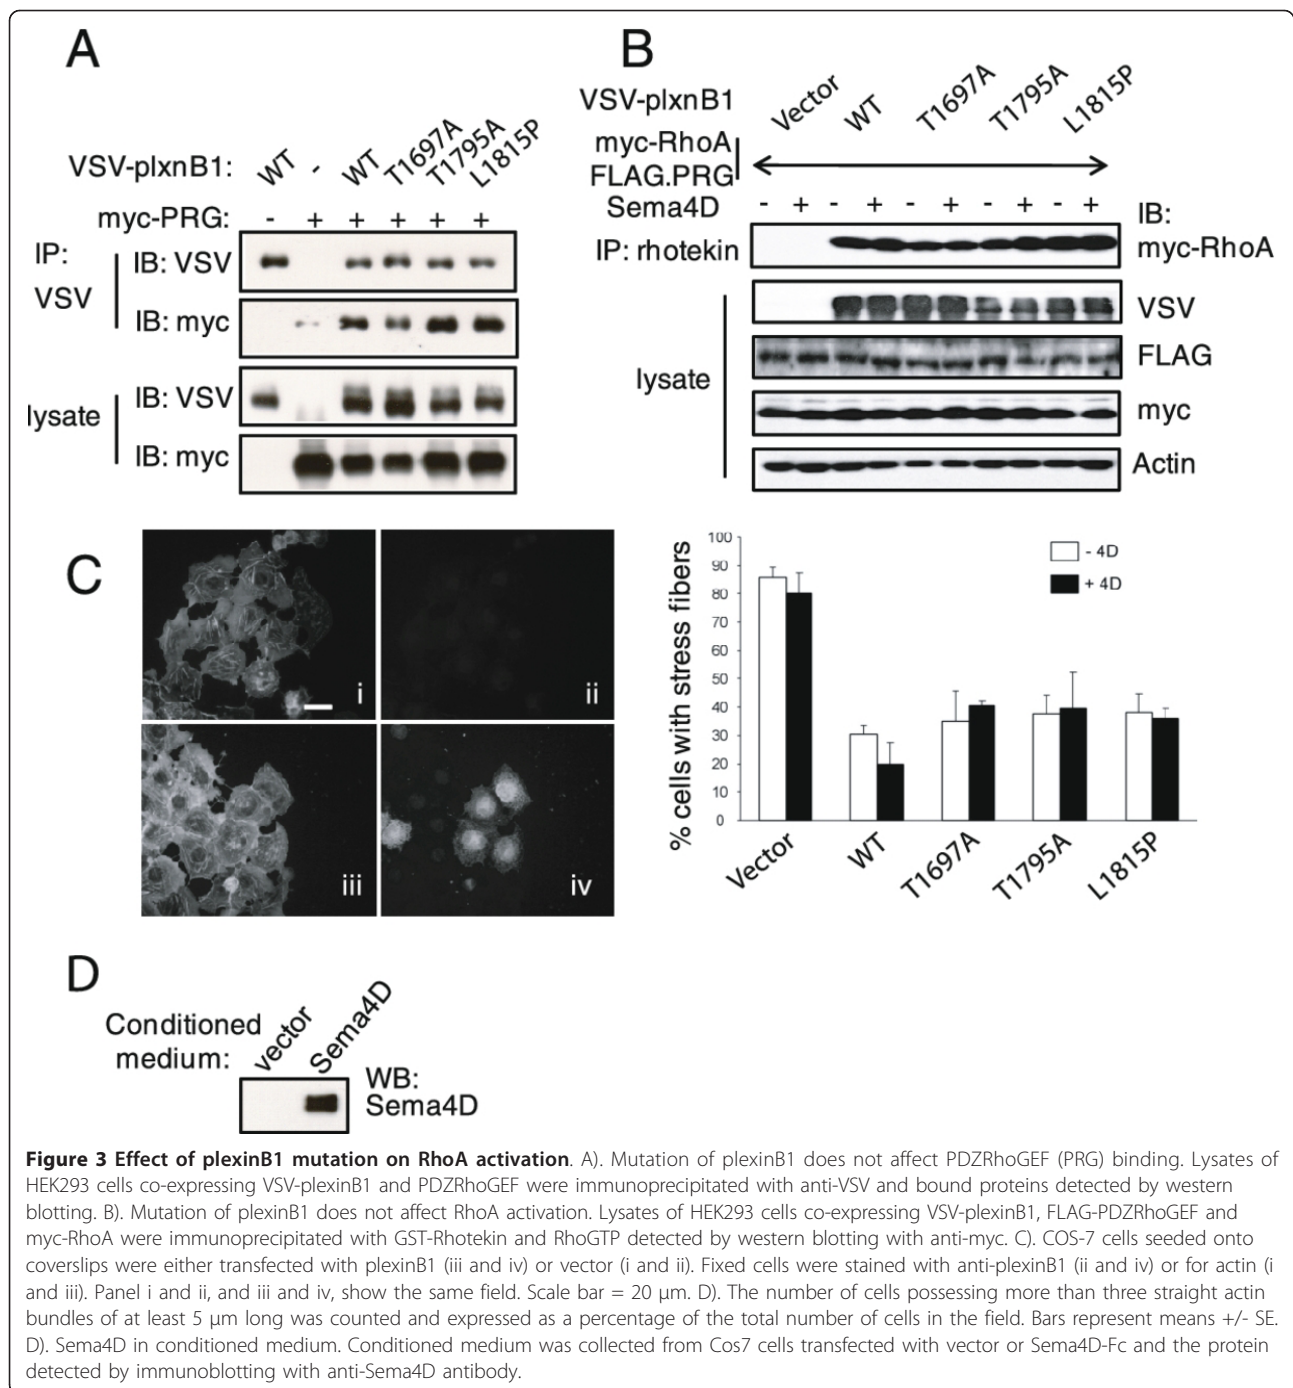 A
VSV-plxnB1: WT - WT T1697A T1795A L1815P
myc-PRG: - + + + + +
IP: VSV
IB: VSV
IB: myc
lysate
IB: VSV
IB: myc
B
VSV-plxnB1 Vector WT T1697A T1795A L1815P
myc-RhoA
FLAG.PRG
Sema4D - + - + - + - + - + IB:
IP: rhotekin myc-RhoA
lysate
VSV
FLAG
myc
Actin
C
i
ii
iii
iv
% cells with stress fibers
100
90
80
70
60
50
40
30
20
10
0
- 4D
+ 4D
Vector WT T1697A T1795A L1815P
D
Conditioned medium: vector Sema4D
WB:
Sema4D
Figure 3 Effect of plexinB1 mutation on RhoA activation. A). Mutation of plexinB1 does not affect PDZRhoGEF (PRG) binding. Lysates of
HEK293 cells co-expressing VSV-plexinB1 and PDZRhoGEF were immunoprecipitated with anti-VSV and bound proteins detected by western
blotting. B). Mutation of plexinB1 does not affect RhoA activation. Lysates of HEK293 cells co-expressing VSV-plexinB1, FLAG-PDZRhoGEF and
myc-RhoA were immunoprecipitated with GST-Rhotekin and RhoGTP detected by western blotting with anti-myc. C). COS-7 cells seeded onto
coverslips were either transfected with plexinB1 (iii and iv) or vector (i and ii). Fixed cells were stained with anti-plexinB1 (ii and iv) or for actin (i
and iii). Panel i and ii, and iii and iv, show the same field. Scale bar = 20 μm. D). The number of cells possessing more than three straight actin
bundles of at least 5 μm long was counted and expressed as a percentage of the total number of cells in the field. Bars represent means +/- SE.
D). Sema4D in conditioned medium. Conditioned medium was collected from Cos7 cells transfected with vector or Sema4D-Fc and the protein
detected by immunoblotting with anti-Sema4D antibody.